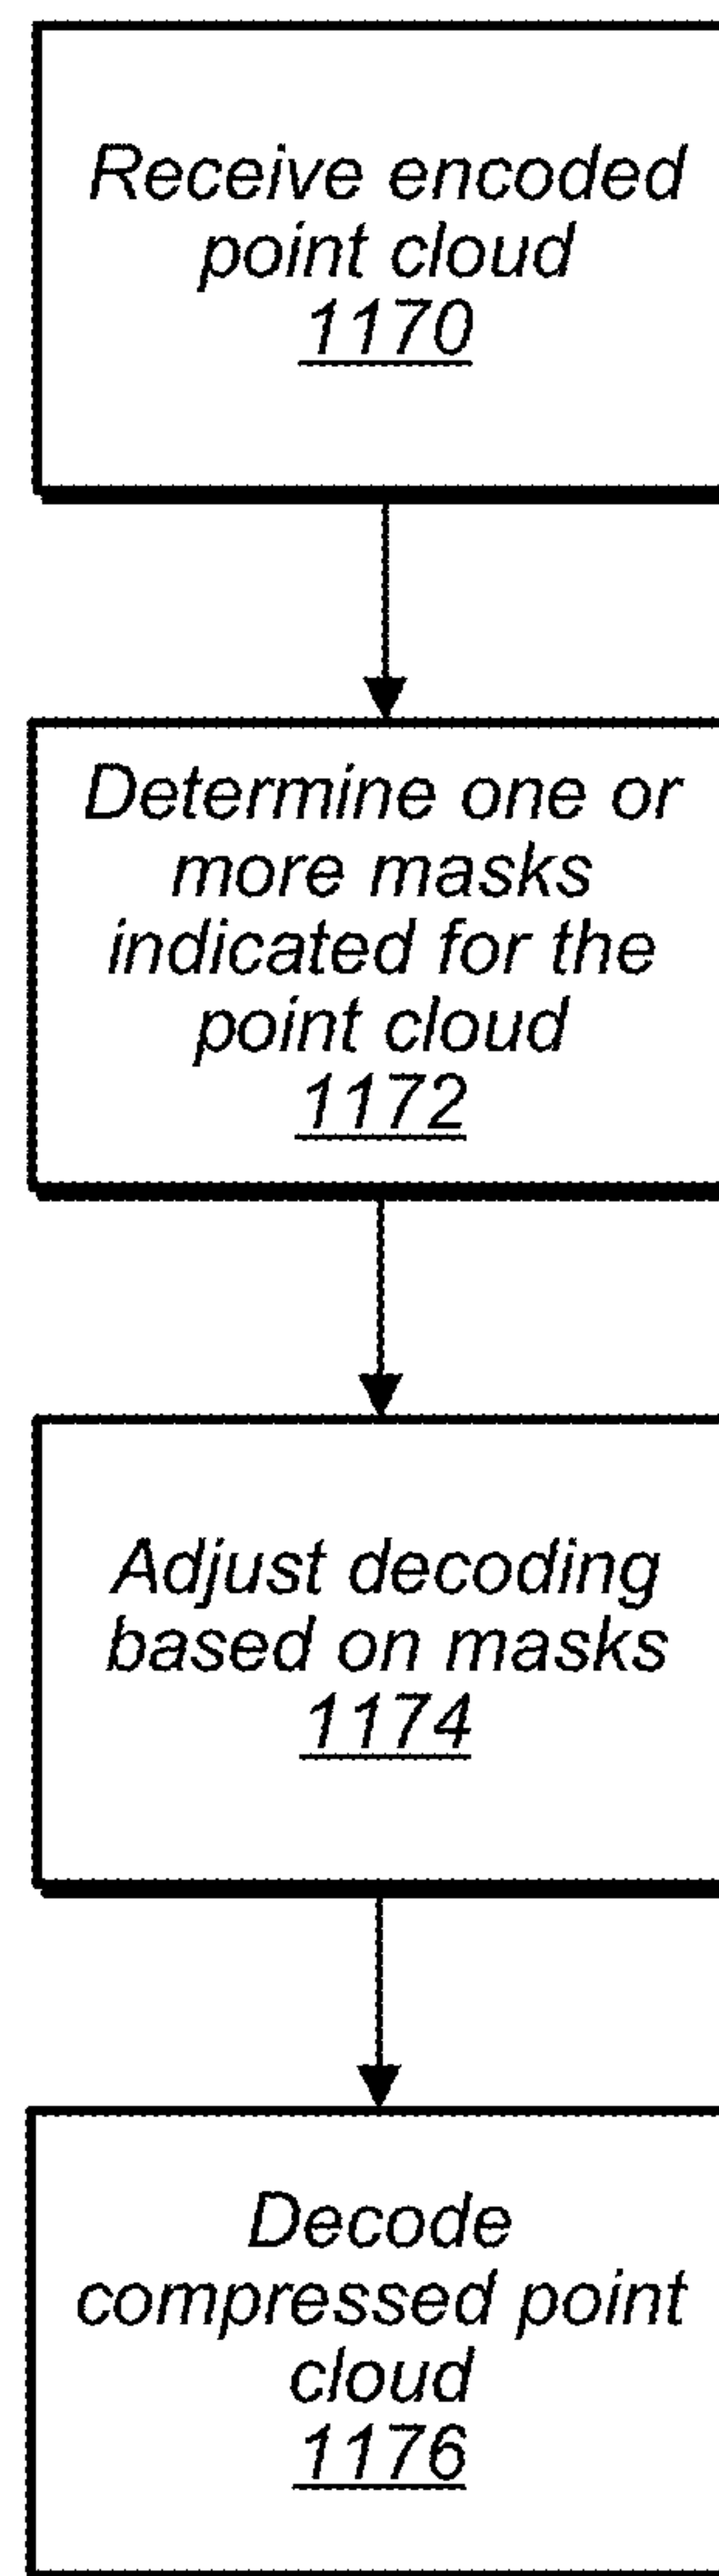 Receive encoded
point cloud
1170
Determine one or
more masks
indicated for the
point cloud
1172
Adjust decoding
based on masks
1174
Decode
compressed point
cloud
1176